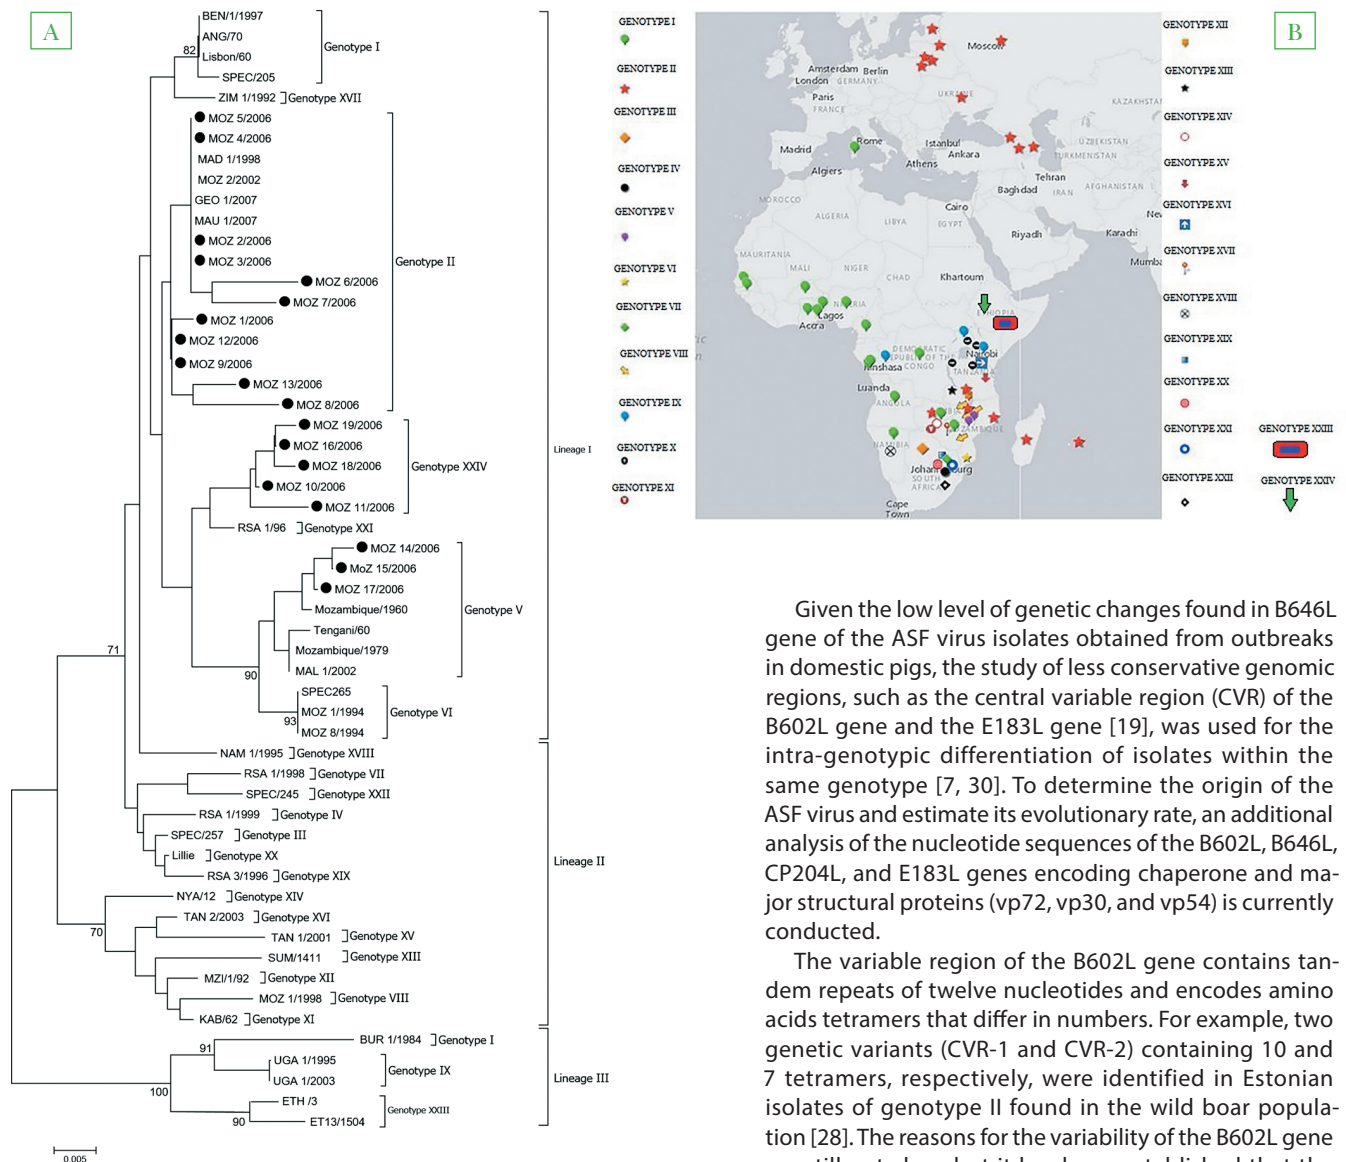 A
BEN/1/1997
ANG/70
Lisbon/60
SPEC/205
82
Genotype I
ZIM 1/1992 Genotype XVII
MOZ 5/2006
MOZ 4/2006
MAD 1/1998
MOZ 2/2002
GEO 1/2007
MAU 1/2007
MOZ 2/2006
MOZ 3/2006
Genotype II
MOZ 6/2006
MOZ 7/2006
MOZ 1/2006
MOZ 12/2006
MOZ 9/2006
MOZ 13/2006
MOZ 8/2006
MOZ 19/2006
MOZ 16/2006
MOZ 18/2006
Genotype XXIV
MOZ 10/2006
MOZ 11/2006
RSA 1/96 Genotype XXI
Lineage I
MOZ 14/2006
MoZ 15/2006
MOZ 17/2006
Mozambique/1960
Genotype V
Tengani/60
Mozambique/1979
MAL 1/2002
71
90
SPEC265
MOZ 1/1994
Genotype VI
MOZ 8/1994
93
NAM 1/1995 Genotype XVIII
RSA 1/1998 Genotype VII
SPEC/245 Genotype XXII
RSA 1/1999 Genotype IV
SPEC/257 Genotype III
Lillie Genotype XX
RSA 3/1996 Genotype XIX
Lineage II
NYA/12 Genotype XIV
70
TAN 2/2003 Genotype XVI
TAN 1/2001 Genotype XV
SUM/1411 Genotype XIII
MZI/1/92 Genotype XII
MOZ 1/1998 Genotype VIII
KAB/62 Genotype XI
BUR 1/1984 Genotype I
91
UGA 1/1995
Genotype IX
UGA 1/2003
Lineage III
100
ETH /3
Genotype XXIII
90
ET13/1504
0.005
B
GENOTYPE I
GENOTYPE II
GENOTYPE III
GENOTYPE IV
GENOTYPE V
GENOTYPE VI
GENOTYPE VII
GENOTYPE VIII
GENOTYPE IX
GENOTYPE X
GENOTYPE XI
Moscow
Amsterdam Berlin
London GERMANY
Paris
UKRAINE
FRANCE
KAZAKHSTAN
Rome
Madrid
Istanbul
Ankara
UZBEKISTAN
TURKMENISTAN
Athens
Algiers
Tehran
Baghdad
IRAN
AFGHANISTAN
MOROCCO
Cairo
ALGERIA
LIBYA
EGYPT
Riyadh
Karachi
New
Mumba
MAURITANIA
MALI
NIGER
CHAD
Khartoum
NIGERIA
ETHIOPIA
Lagos
Accra
DEMOCRATIC
REPUBLIC OF THE
CONGO
Nairobi
Kinshasa
TANZANIA
Luanda
ANGOLA
MOZAMBIQUE
NAMIBIA
Johannesburg
SOUTH
AFRICA
Cape
Town
GENOTYPE XII
GENOTYPE XIII
GENOTYPE XIV
GENOTYPE XV
GENOTYPE XVI
GENOTYPE XVII
GENOTYPE XVIII
GENOTYPE XIX
GENOTYPE XX
GENOTYPE XXI
GENOTYPE XXII
GENOTYPE XXIII
GENOTYPE XXIV
Given the low level of genetic changes found in B646L
gene of the ASF virus isolates obtained from outbreaks
in domestic pigs, the study of less conservative genomic
regions, such as the central variable region (CVR) of the
B602L gene and the E183L gene [19], was used for the
intra-genotypic differentiation of isolates within the
same genotype [7, 30]. To determine the origin of the
ASF virus and estimate its evolutionary rate, an additional
analysis of the nucleotide sequences of the B602L, B646L,
CP204L, and E183L genes encoding chaperone and ma-
jor structural proteins (vp72, vp30, and vp54) is currently
conducted.
The variable region of the B602L gene contains tan-
dem repeats of twelve nucleotides and encodes amino
acids tetramers that differ in numbers. For example, two
genetic variants (CVR-1 and CVR-2) containing 10 and
7 tetramers, respectively, were identified in Estonian
isolates of genotype II found in the wild boar popula-
tion [28]. The reasons for the variability of the B602L gene